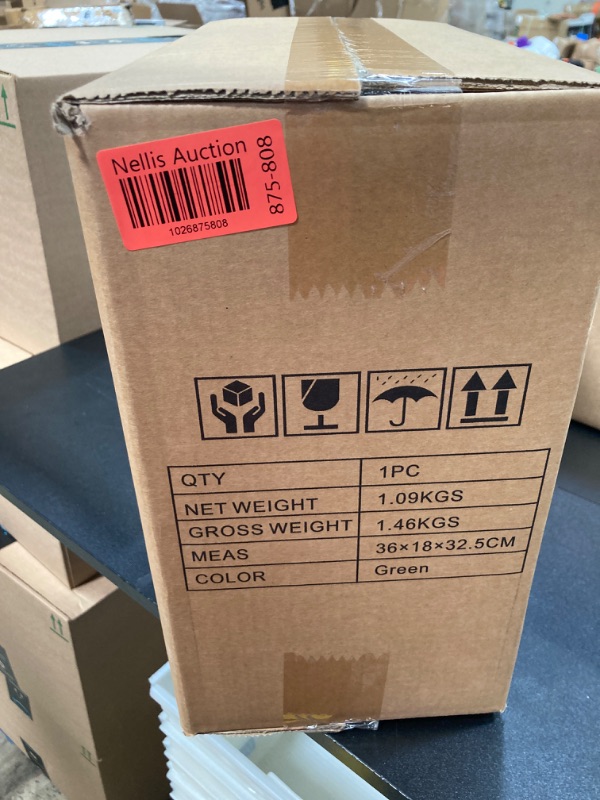 Nellis Auction
875-808
1026875808
QTY 1PC
NET WEIGHT 1.09KGS
GROSS WEIGHT 1.46KGS
MEAS 36×18×32.5CM
COLOR Green